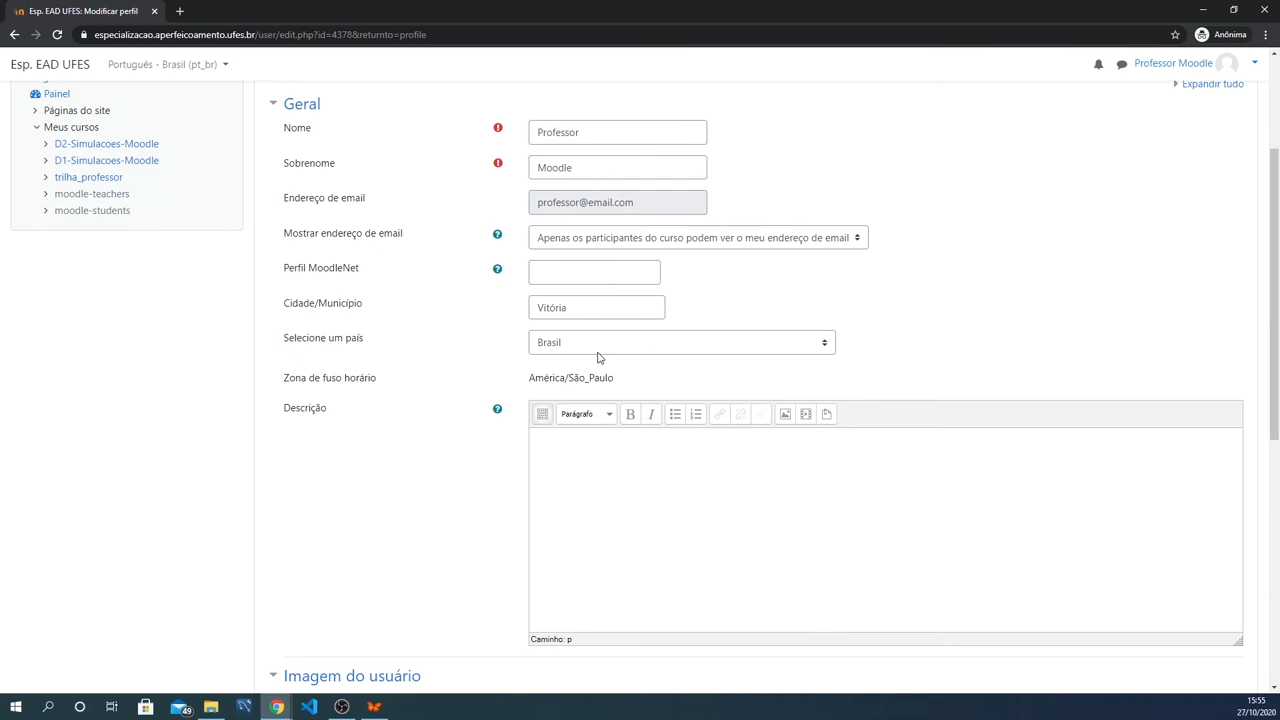 Esp. EAD UFES: Modificar perfil
especializacao.aperfeicoamento.ufes.br/user/edit.php?id=4378&returnto=profile
Anônima
Esp. EAD UFES
Português - Brasil (pt_br)
Professor Moodle
Painel
Páginas do site
Meus cursos
D2-Simulacoes-Moodle
D1-Simulacoes-Moodle
trilha_professor
moodle-teachers
moodle-students
Expandir tudo
Geral
Nome
Professor
Sobrenome
Moodle
Endereço de email
professor@email.com
Mostrar endereço de email
Apenas os participantes do curso podem ver o meu endereço de email
Perfil MoodleNet
Cidade/Município
Vitória
Selecione um país
Brasil
Zona de fuso horário
América/São_Paulo
Descrição
Parágrafo
B
I
Caminho: p
Imagem do usuário
49
15:55
27/10/2020